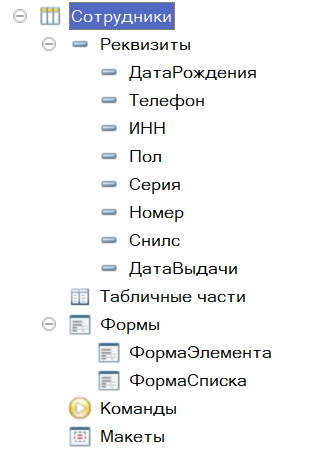 Сотрудники
Реквизиты
ДатаРождения
Телефон
ИНН
Пол
Серия
Номер
Снилс
ДатаВыдачи
Табличные части
Формы
ФормаЭлемента
ФормаСписка
Команды
Макеты